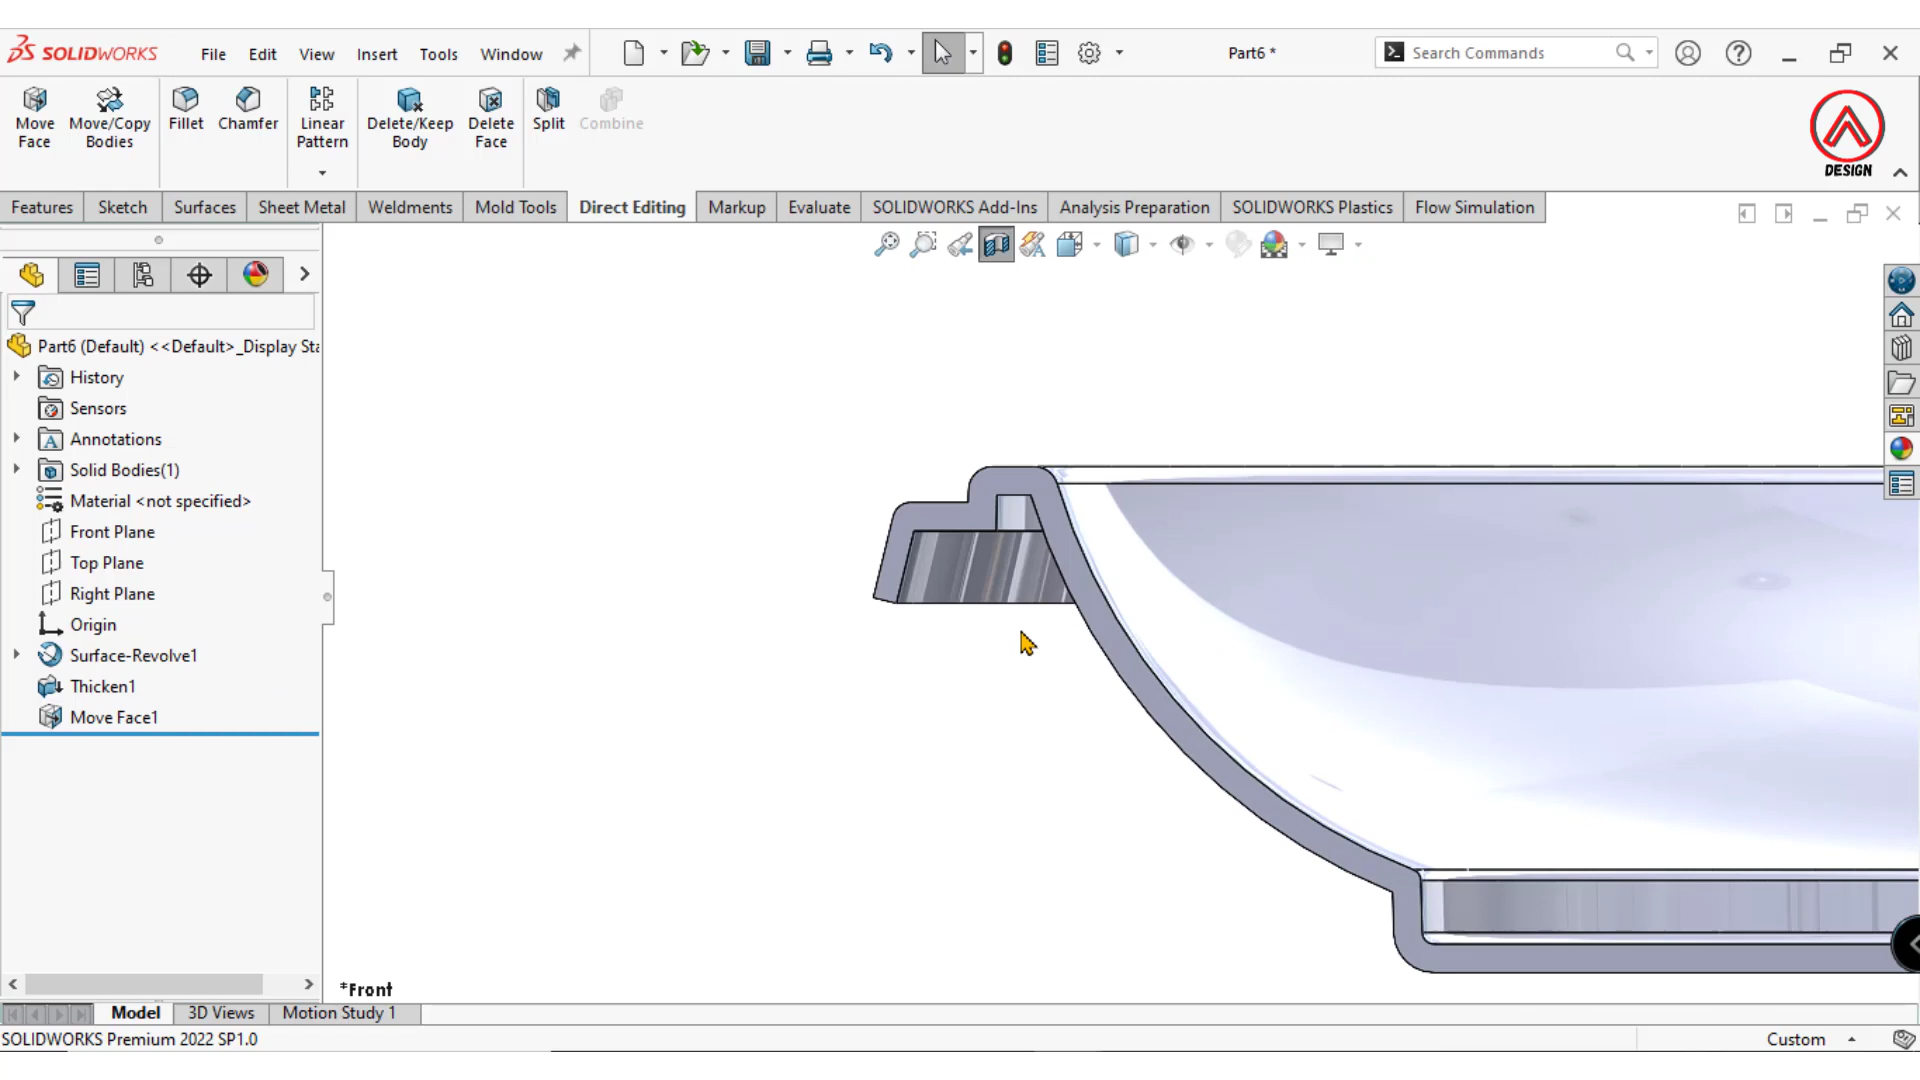 SOLIDWORKS File Edit View Insert Tools Window Part6 * Search Commands
Move Face Move/Copy Bodies Fillet Chamfer Linear Pattern Delete/Keep Body Delete Face Split Combine
DESIGN
Features Sketch Surfaces Sheet Metal Weldments Mold Tools Direct Editing Markup Evaluate SOLIDWORKS Add-Ins Analysis Preparation SOLIDWORKS Plastics Flow Simulation
Part6 (Default) <<Default>_Display Sta
History
Sensors
Annotations
Solid Bodies(1)
Material <not specified>
Front Plane
Top Plane
Right Plane
Origin
Surface-Revolve1
Thicken1
Move Face1
*Front
Model 3D Views Motion Study 1
SOLIDWORKS Premium 2022 SP1.0 Custom